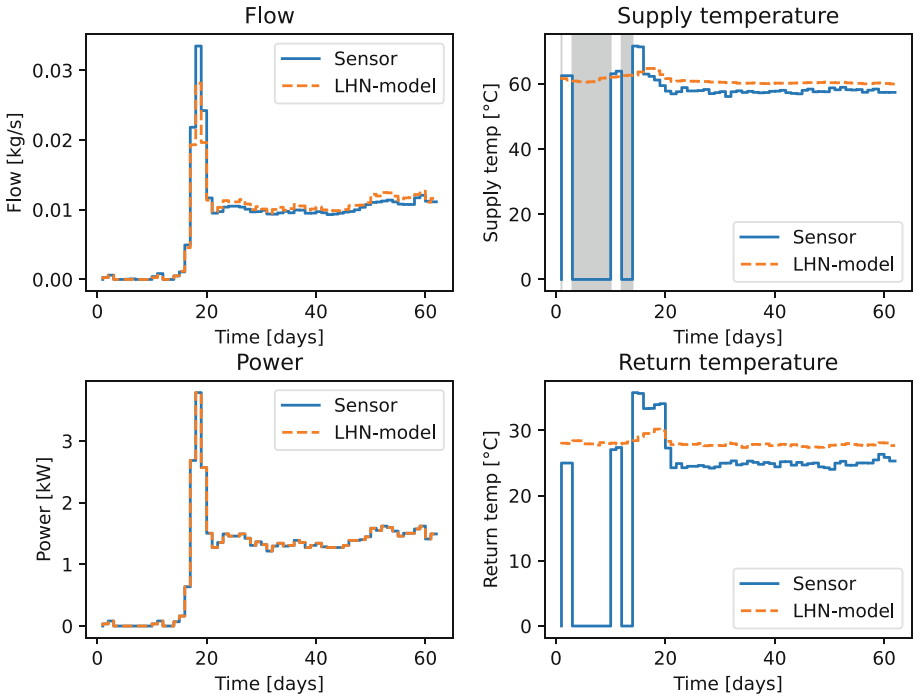 Flow
Sensor
LHN-model
0.03
0.02
0.01
0.00
Flow [kg/s]
0
20
40
60
Time [days]
Supply temperature
60
40
20
0
Supply temp [°C]
Sensor
LHN-model
0
20
40
60
Time [days]
Power
Sensor
LHN-model
3
2
1
0
Power [kW]
0
20
40
60
Time [days]
Return temperature
30
20
10
0
Return temp [°C]
Sensor
LHN-model
0
20
40
60
Time [days]